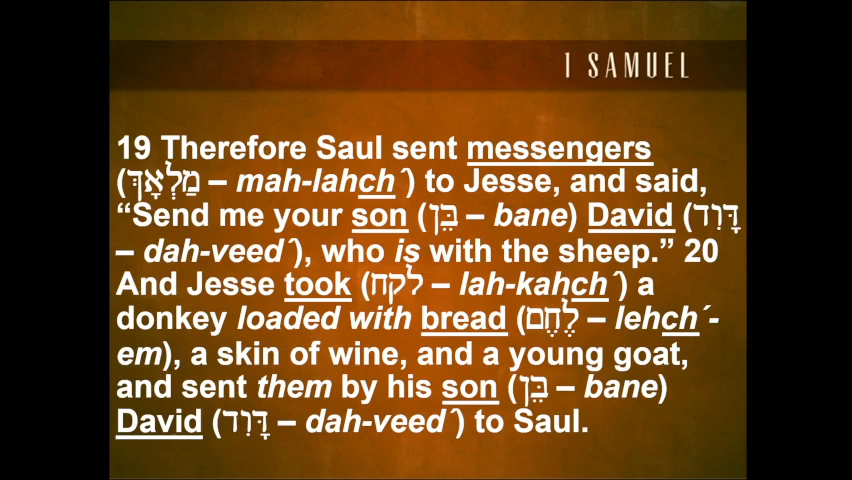 1 SAMUEL
19 Therefore Saul sent messengers
(מַלְאָךְ – mah-lahch´) to Jesse, and said,
“Send me your son (בֵּן – bane) David (דָּוִד
– dah-veed´), who is with the sheep.” 20
And Jesse took (לקח – lah-kahch´) a
donkey loaded with bread (לֶחֶם – lehch´-
em), a skin of wine, and a young goat,
and sent them by his son (בֵּן – bane)
David (דָּוִד – dah-veed´) to Saul.